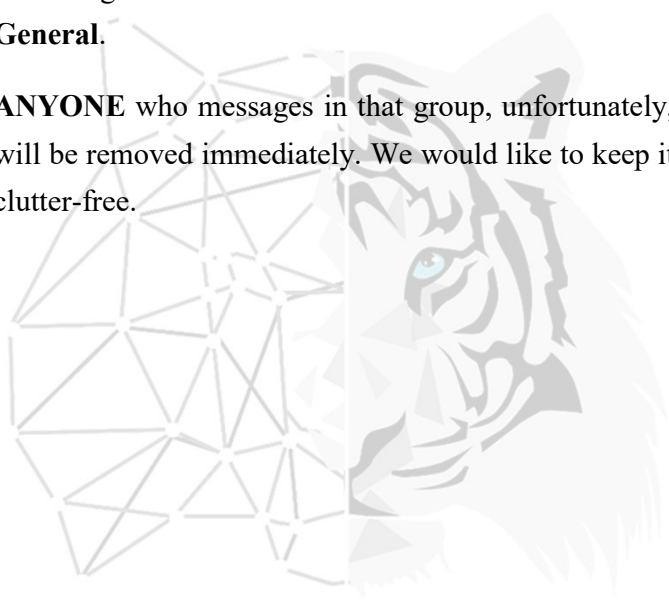 General.
ANYONE who messages in that group, unfortunately,
will be removed immediately. We would like to keep it
clutter-free.